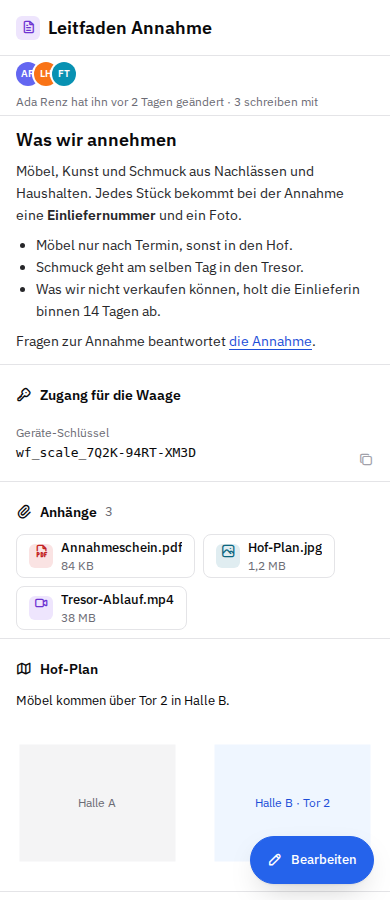 Leitfaden Annahme
AR LH FT
Ada Renz hat ihn vor 2 Tagen geändert · 3 schreiben mit
Was wir annehmen
Möbel, Kunst und Schmuck aus Nachlässen und
Haushalten. Jedes Stück bekommt bei der Annahme
eine Einliefernummer und ein Foto.
• Möbel nur nach Termin, sonst in den Hof.
• Schmuck geht am selben Tag in den Tresor.
• Was wir nicht verkaufen können, holt die Einlieferin
binnen 14 Tagen ab.
Fragen zur Annahme beantwortet die Annahme.
Zugang für die Waage
Geräte-Schlüssel
wf_scale_7Q2K-94RT-XM3D
Anhänge 3
PDF
Annahmeschein.pdf
84 KB
Hof-Plan.jpg
1,2 MB
Tresor-Ablauf.mp4
38 MB
Hof-Plan
Möbel kommen über Tor 2 in Halle B.
Halle A
Halle B · Tor 2
Bearbeiten